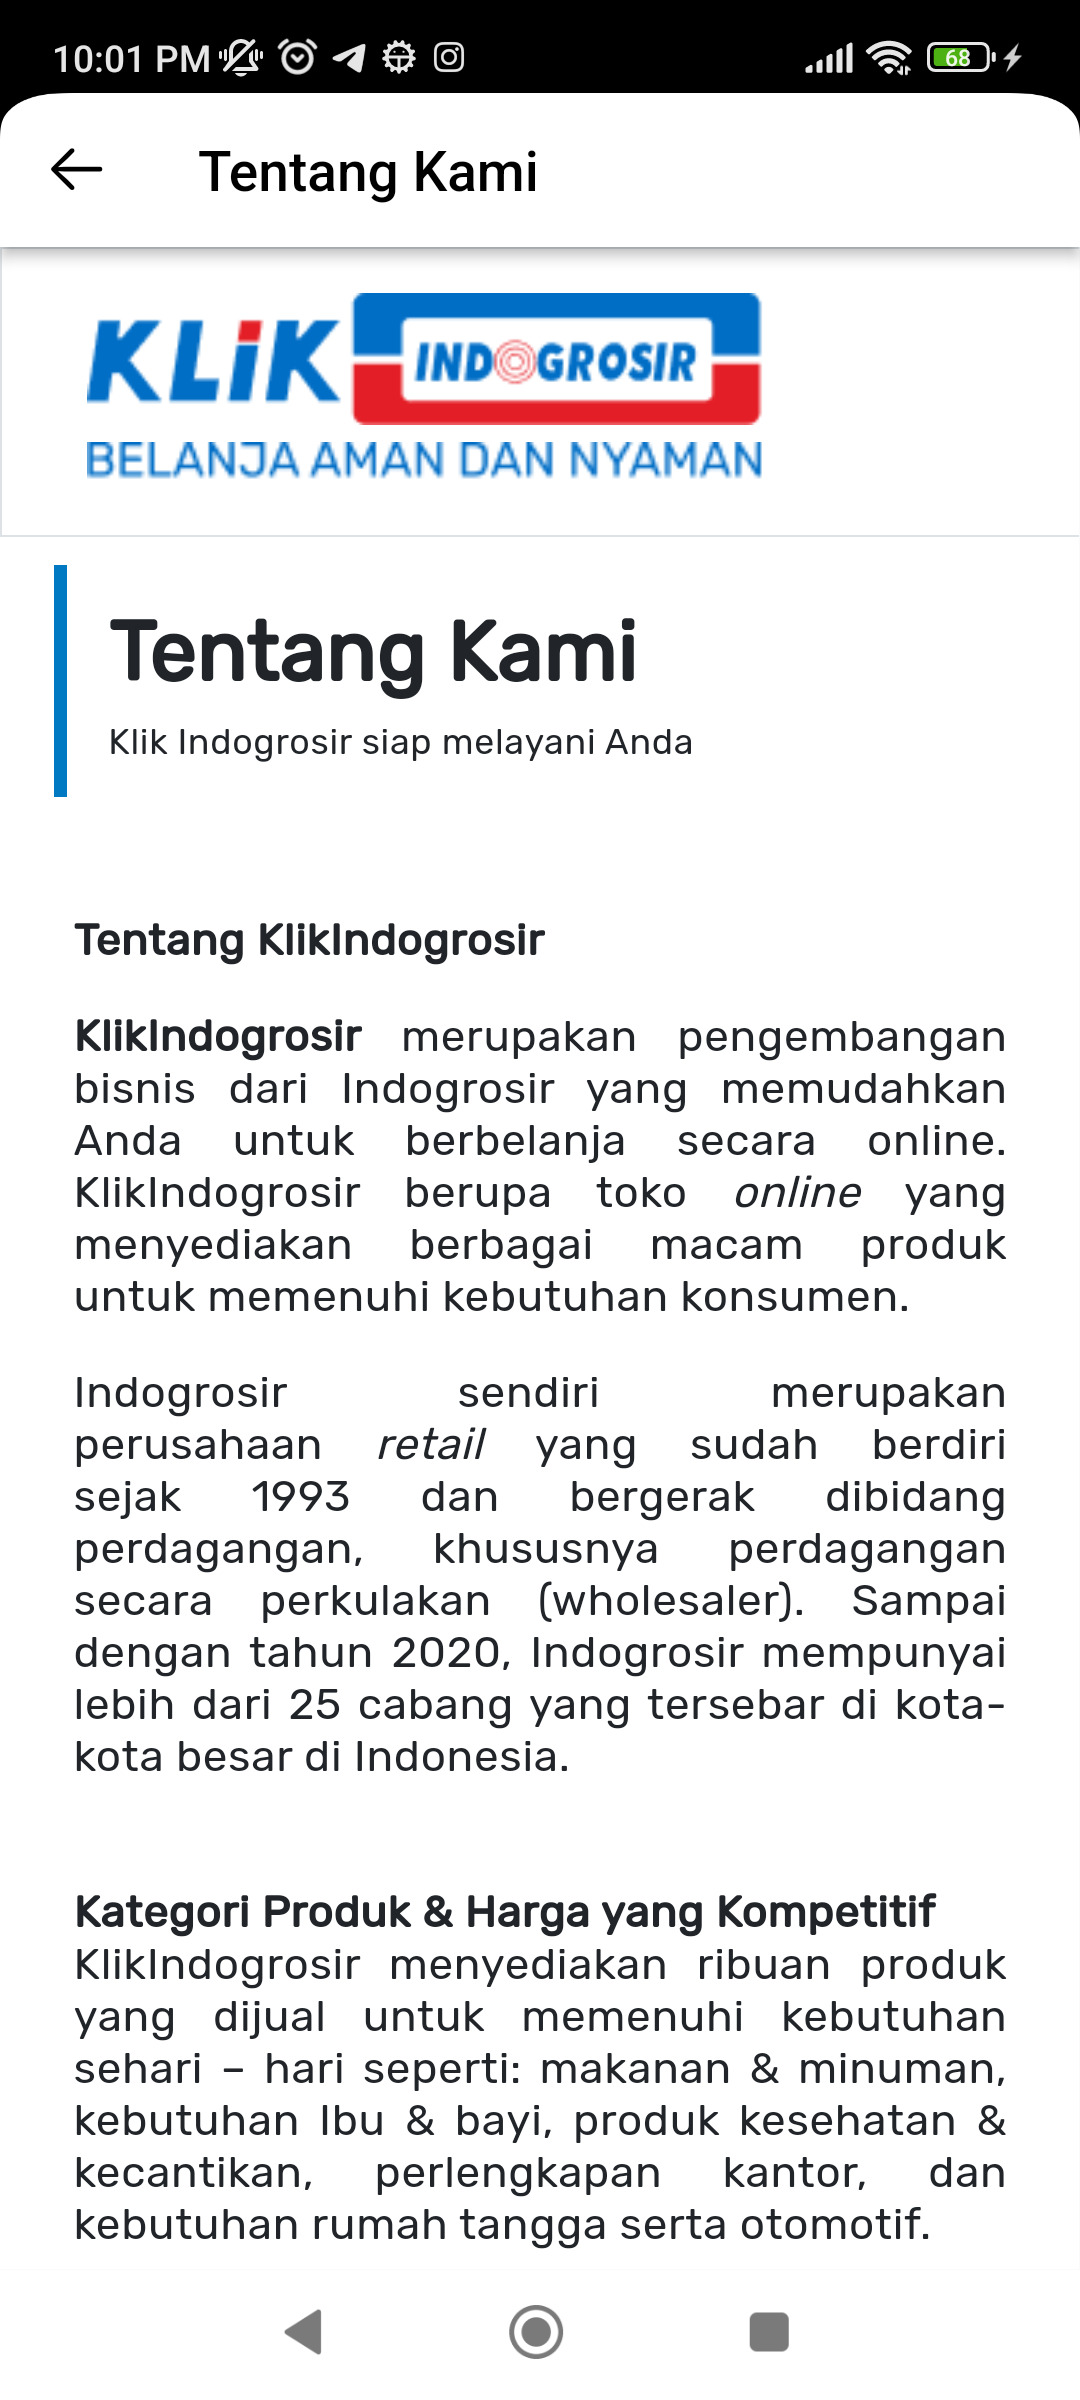 10:01 PM
68
Tentang Kami
KLiK INDOGROSIR
BELANJA AMAN DAN NYAMAN
Tentang Kami
Klik Indogrosir siap melayani Anda
Tentang KlikIndogrosir
KlikIndogrosir merupakan pengembangan
bisnis dari Indogrosir yang memudahkan
Anda untuk berbelanja secara online.
KlikIndogrosir berupa toko online yang
menyediakan berbagai macam produk
untuk memenuhi kebutuhan konsumen.
Indogrosir sendiri merupakan
perusahaan retail yang sudah berdiri
sejak 1993 dan bergerak dibidang
perdagangan, khususnya perdagangan
secara perkulakan (wholesaler). Sampai
dengan tahun 2020, Indogrosir mempunyai
lebih dari 25 cabang yang tersebar di kota-
kota besar di Indonesia.
Kategori Produk & Harga yang Kompetitif
KlikIndogrosir menyediakan ribuan produk
yang dijual untuk memenuhi kebutuhan
sehari – hari seperti: makanan & minuman,
kebutuhan Ibu & bayi, produk kesehatan &
kecantikan, perlengkapan kantor, dan
kebutuhan rumah tangga serta otomotif.